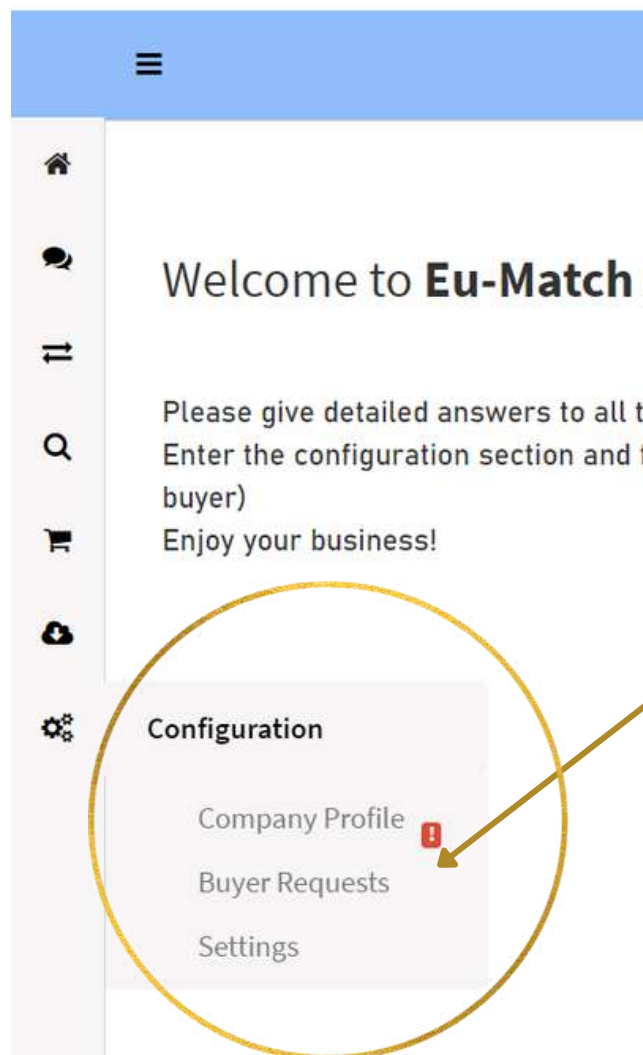 Welcome to Eu-Match
Please give detailed answers to all
Enter the configuration section and
buyer)
Enjoy your business!
Configuration
Company Profile
!
Buyer Requests
Settings